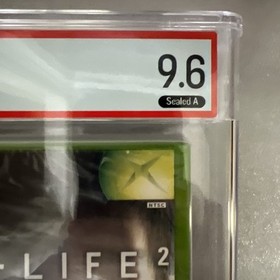 9.6
Sealed A
NTSC
-LIFE 2